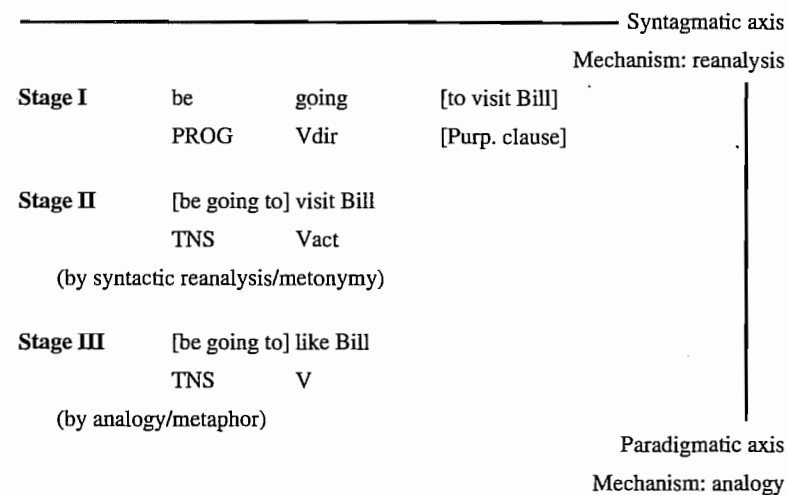 Syntagmatic axis
Mechanism: reanalysis
Stage I be going [to visit Bill]
PROG Vdir [Purp. clause]
Stage II [be going to] visit Bill
TNS Vact
(by syntactic reanalysis/metonymy)
Stage III [be going to] like Bill
TNS V
(by analogy/metaphor)
Paradigmatic axis
Mechanism: analogy